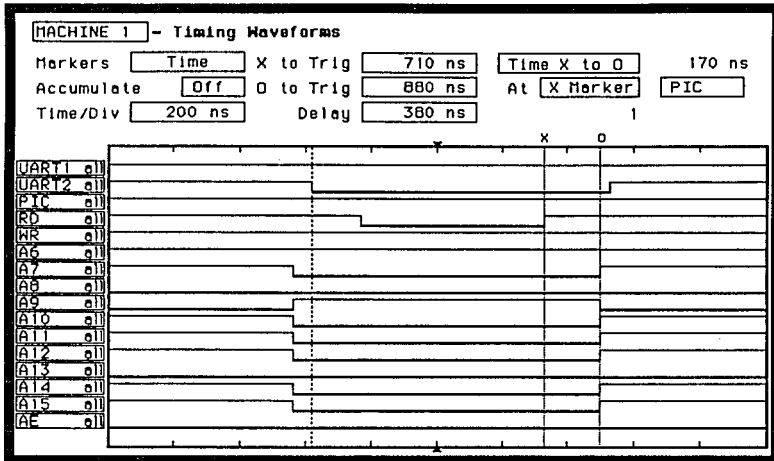 MACHINE 1 - Timing Waveforms
Markers Time X to Trig 710 ns Time X to O 170 ns
Accumulate Off O to Trig 880 ns At X Marker PIC
Time/Div 200 ns Delay 380 ns 1
X O
UART1 all
UART2 all
PIC all
RD all
WR all
A6 all
A7 all
A8 all
A9 all
A10 all
A11 all
A12 all
A13 all
A14 all
A15 all
AE all